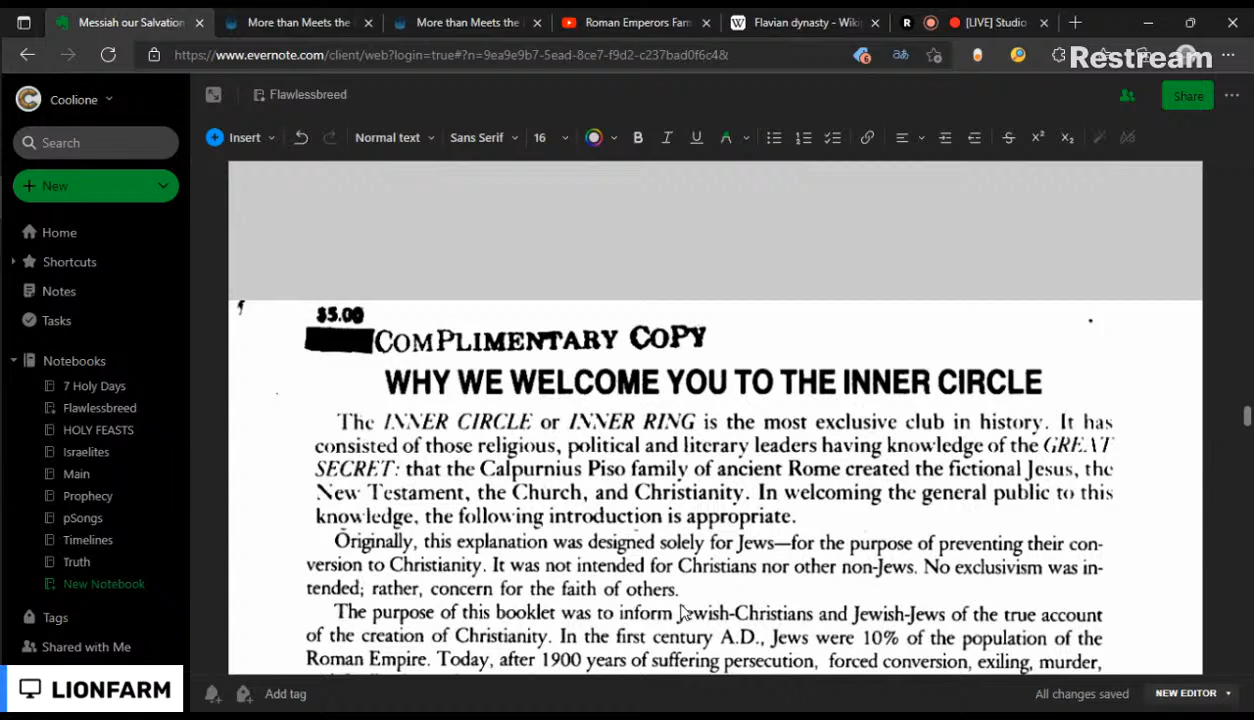 Messiah our Salvation
More than Meets the
More than Meets the
Roman Emperors Fam
Flavian dynasty - Wiki
[LIVE] Studio
https://www.evernote.com/client/web?login=true#?n=9ea9e9b7-5ead-8ce7-f9d2-c237bad0f6c4&
Restream
Coolione
Flawlessbreed
Share
Search
Insert
Normal text
Sans Serif
16
New
Home
Shortcuts
Notes
Tasks
Notebooks
7 Holy Days
Flawlessbreed
HOLY FEASTS
Israelites
Main
Prophecy
pSongs
Timelines
Truth
New Notebook
Tags
Shared with Me
LIONFARM
$5.00
COMPLIMENTARY COPY
WHY WE WELCOME YOU TO THE INNER CIRCLE
The INNER CIRCLE or INNER RING is the most exclusive club in history. It has
consisted of those religious, political and literary leaders having knowledge of the GREAT
SECRET: that the Calpurnius Piso family of ancient Rome created the fictional Jesus, the
New Testament, the Church, and Christianity. In welcoming the general public to this
knowledge, the following introduction is appropriate.
Originally, this explanation was designed solely for Jews—for the purpose of preventing their con-
version to Christianity. It was not intended for Christians nor other non-Jews. No exclusivism was in-
tended; rather, concern for the faith of others.
The purpose of this booklet was to inform Jewish-Christians and Jewish-Jews of the true account
of the creation of Christianity. In the first century A.D., Jews were 10% of the population of the
Roman Empire. Today, after 1900 years of suffering persecution, forced conversion, exiling, murder,
Add tag
All changes saved
NEW EDITOR